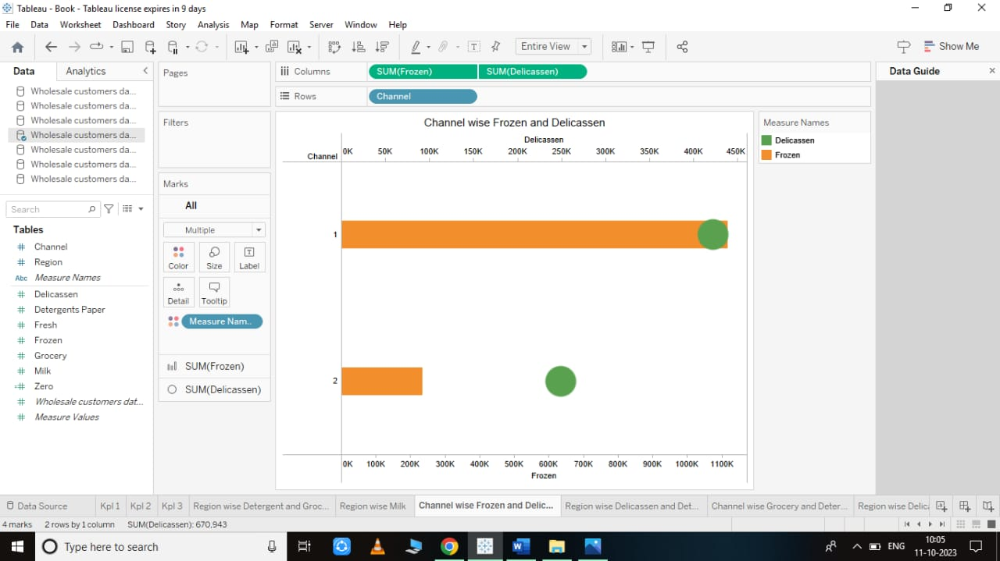 Tableau - Book - Tableau license expires in 9 days
File Data Worksheet Dashboard Story Analysis Map Format Server Window Help
Entire View
Show Me
Data Analytics
Wholesale customers da...
Wholesale customers da...
Wholesale customers da...
Wholesale customers da...
Wholesale customers da...
Wholesale customers da...
Wholesale customers da...
Search
Tables
Channel
Region
Abc Measure Names
Delicassen
Detergents Paper
Fresh
Frozen
Grocery
Milk
Zero
Wholesale customers dat...
Measure Values
Pages
Filters
Marks
All
Multiple
Color Size Label
Detail Tooltip
Measure Nam..
SUM(Frozen)
SUM(Delicassen)
Columns SUM(Frozen) SUM(Delicassen)
Rows Channel
Channel wise Frozen and Delicassen
Delicassen
Channel 0K 50K 100K 150K 200K 250K 300K 350K 400K 450K
1
2
0K 100K 200K 300K 400K 500K 600K 700K 800K 900K 1000K 1100K
Frozen
Measure Names
Delicassen
Frozen
Data Guide
Data Source Kpl 1 Kpl 2 Kpl 3 Region wise Detergent and Groc... Region wise Milk Channel wise Frozen and Delic... Region wise Delicassen and Det... Channel wise Grocery and Deter... Region wise Delica
4 marks 2 rows by 1 column SUM(Delicassen): 670,943
Type here to search
ENG
10:05
11-10-2023